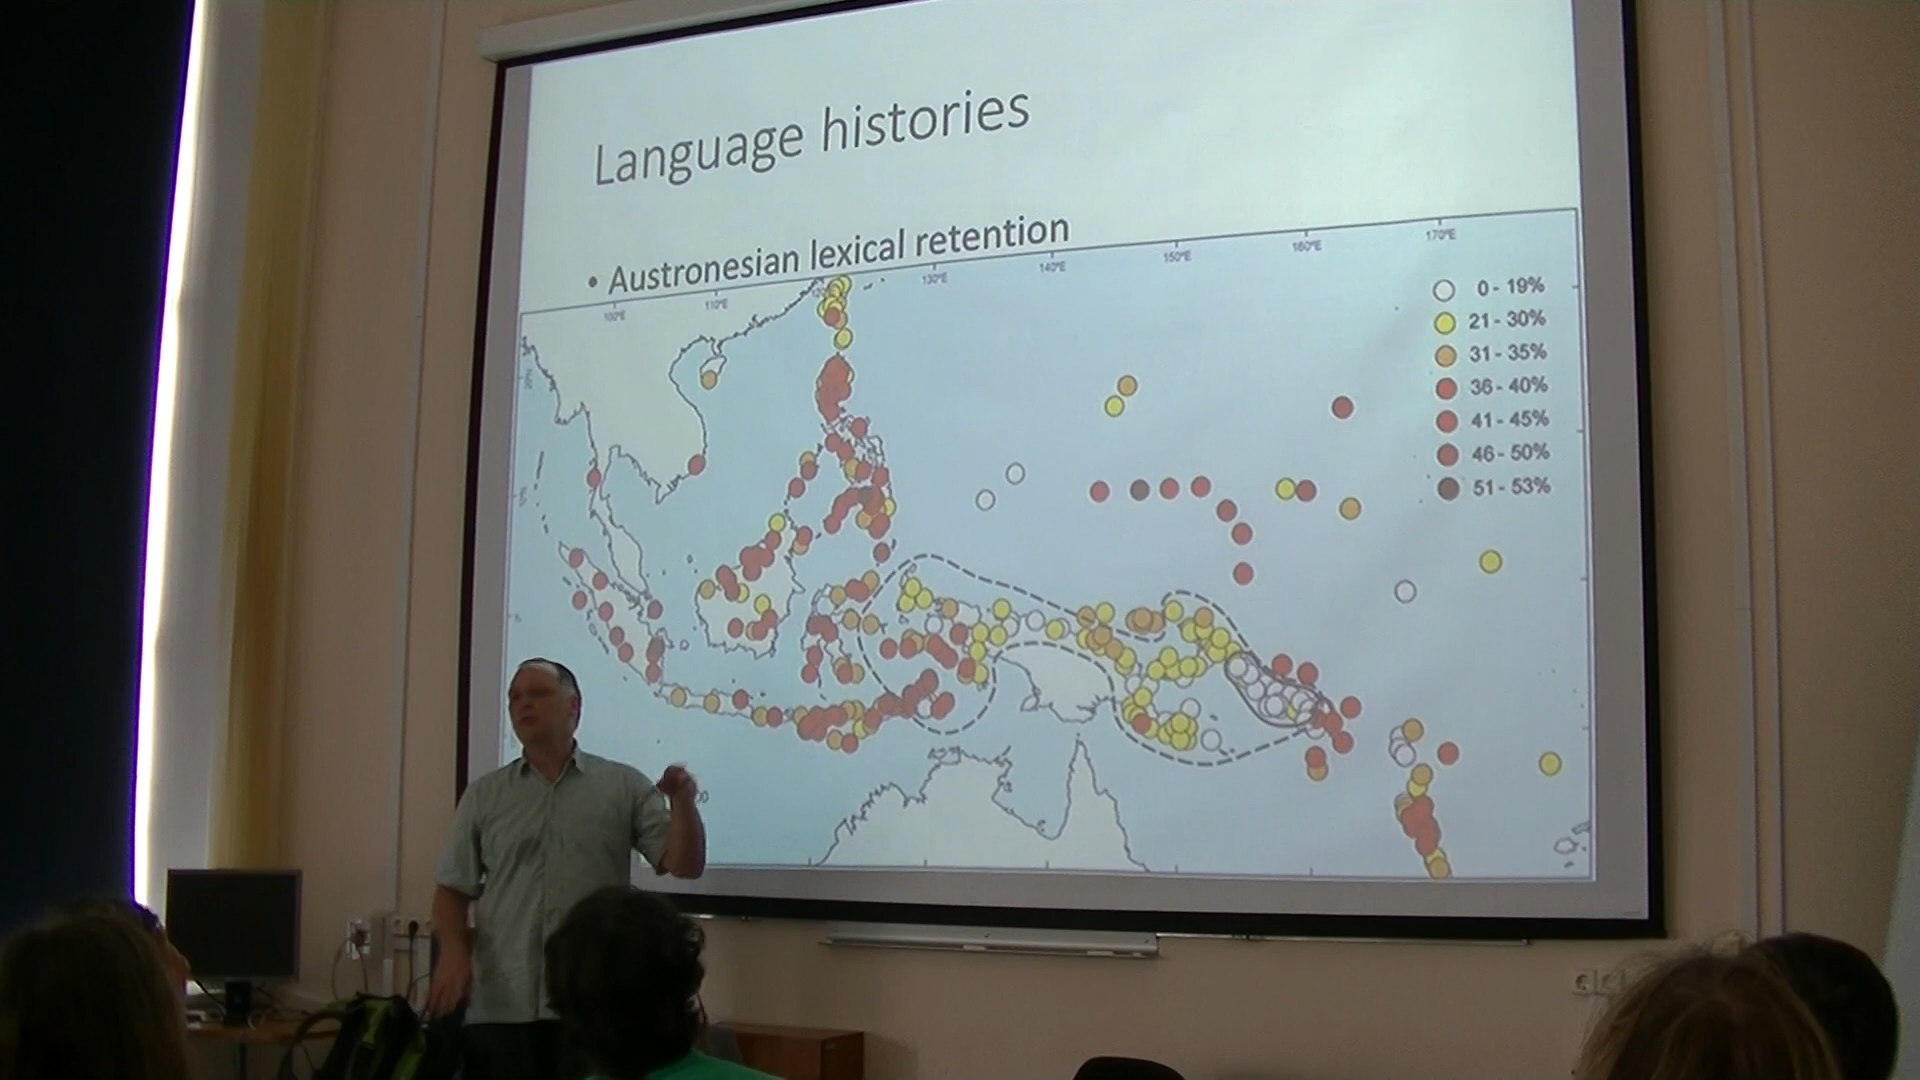 Language histories
• Austronesian lexical retention
100°E
110°E
120°
130°E
140°E
150°E
160°E
170°E
0 - 19%
21 - 30%
31 - 35%
36 - 40%
41 - 45%
46 - 50%
51 - 53%